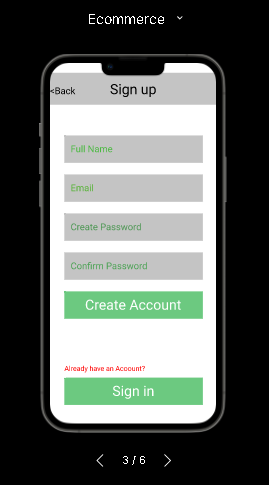 Ecommerce
<Back
Sign up
Full Name
Email
Create Password
Confirm Password
Create Account
Already have an Account?
Sign in
3 / 6